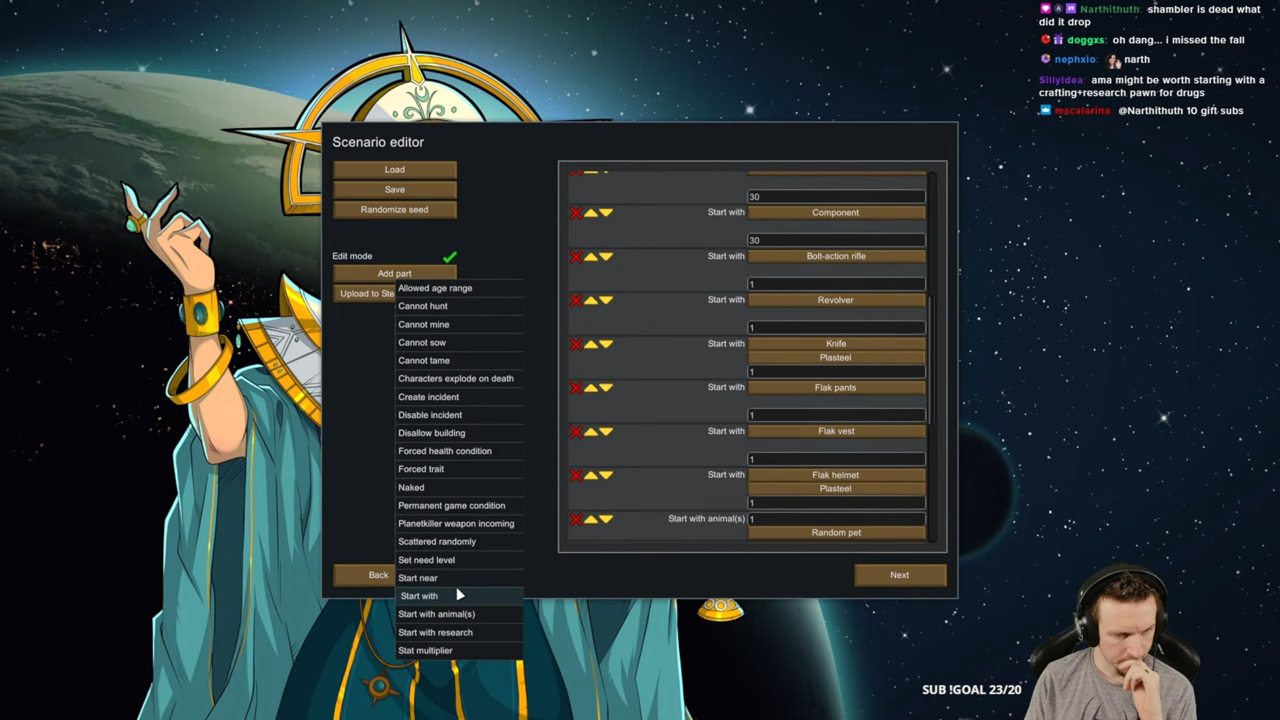 Narthithuth: shambler is dead what
did it drop
doggxs: oh dang... i missed the fall
nephxio: narth
SillyIdea: ama might be worth starting with a
crafting+research pawn for drugs
mscalarina: @Narthithuth 10 gift subs
Scenario editor
Load
Save
Randomize seed
Edit mode
Add part
Upload to Ste
Allowed age range
Cannot hunt
Cannot mine
Cannot sow
Cannot tame
Characters explode on death
Create incident
Disable incident
Disallow building
Forced health condition
Forced trait
Naked
Permanent game condition
Planetkiller weapon incoming
Scattered randomly
Set need level
Start near
Start with
Start with animal(s)
Start with research
Stat multiplier
Back
30
Start with Component
30
Start with Bolt-action rifle
1
Start with Revolver
1
Start with Knife
Plasteel
1
Start with Flak pants
1
Start with Flak vest
1
Start with Flak helmet
Plasteel
1
Start with animal(s) 1
Random pet
Next
SUB !GOAL 23/20